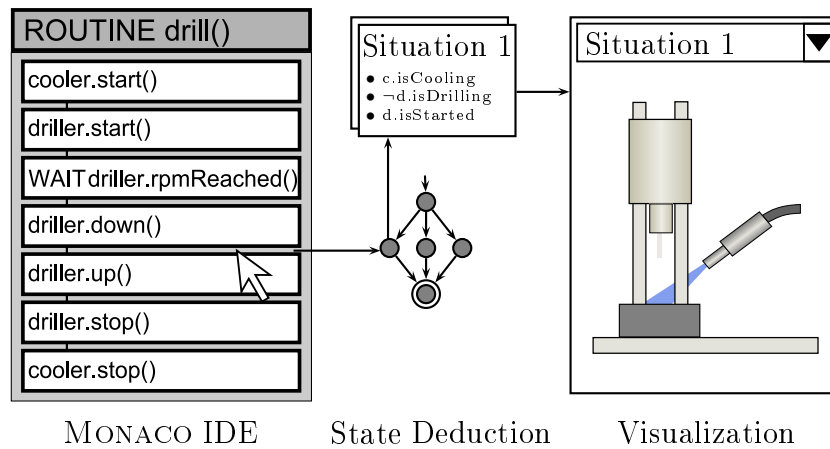 ROUTINE drill()
cooler.start()
driller.start()
WAIT driller.rpmReached()
driller.down()
driller.up()
driller.stop()
cooler.stop()
MONACO IDE
Situation 1
• c.isCooling
• ¬d.isDrilling
• d.isStarted
State Deduction
Situation 1
Visualization